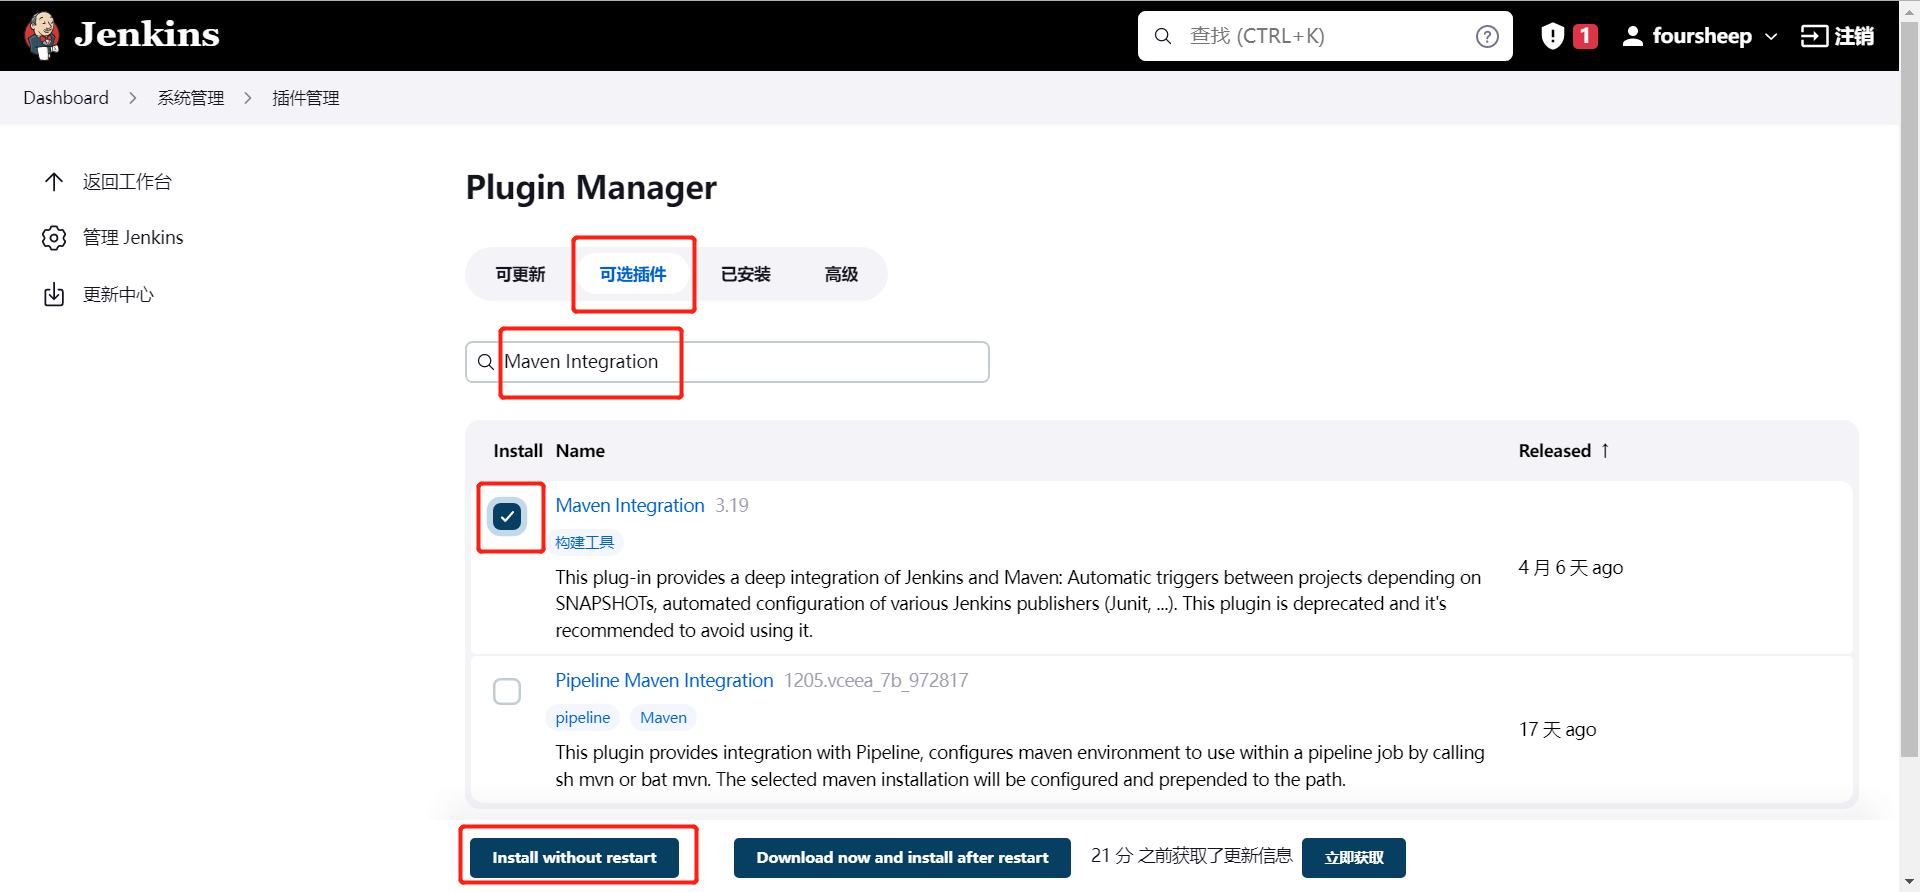 Jenkins
查找 (CTRL+K)
1
foursheep
注销
Dashboard > 系统管理 > 插件管理
返回工作台
管理 Jenkins
更新中心
Plugin Manager
可更新 可选插件 已安装 高级
Maven Integration
Install Name Released ↑
Maven Integration 3.19
构建工具
This plug-in provides a deep integration of Jenkins and Maven: Automatic triggers between projects depending on
SNAPSHOTs, automated configuration of various Jenkins publishers (Junit, ...). This plugin is deprecated and it's
recommended to avoid using it.
4 月 6 天 ago
Pipeline Maven Integration 1205.vceea_7b_972817
pipeline Maven
This plugin provides integration with Pipeline, configures maven environment to use within a pipeline job by calling
sh mvn or bat mvn. The selected maven installation will be configured and prepended to the path.
17 天 ago
Install without restart Download now and install after restart 21 分 之前获取了更新信息 立即获取